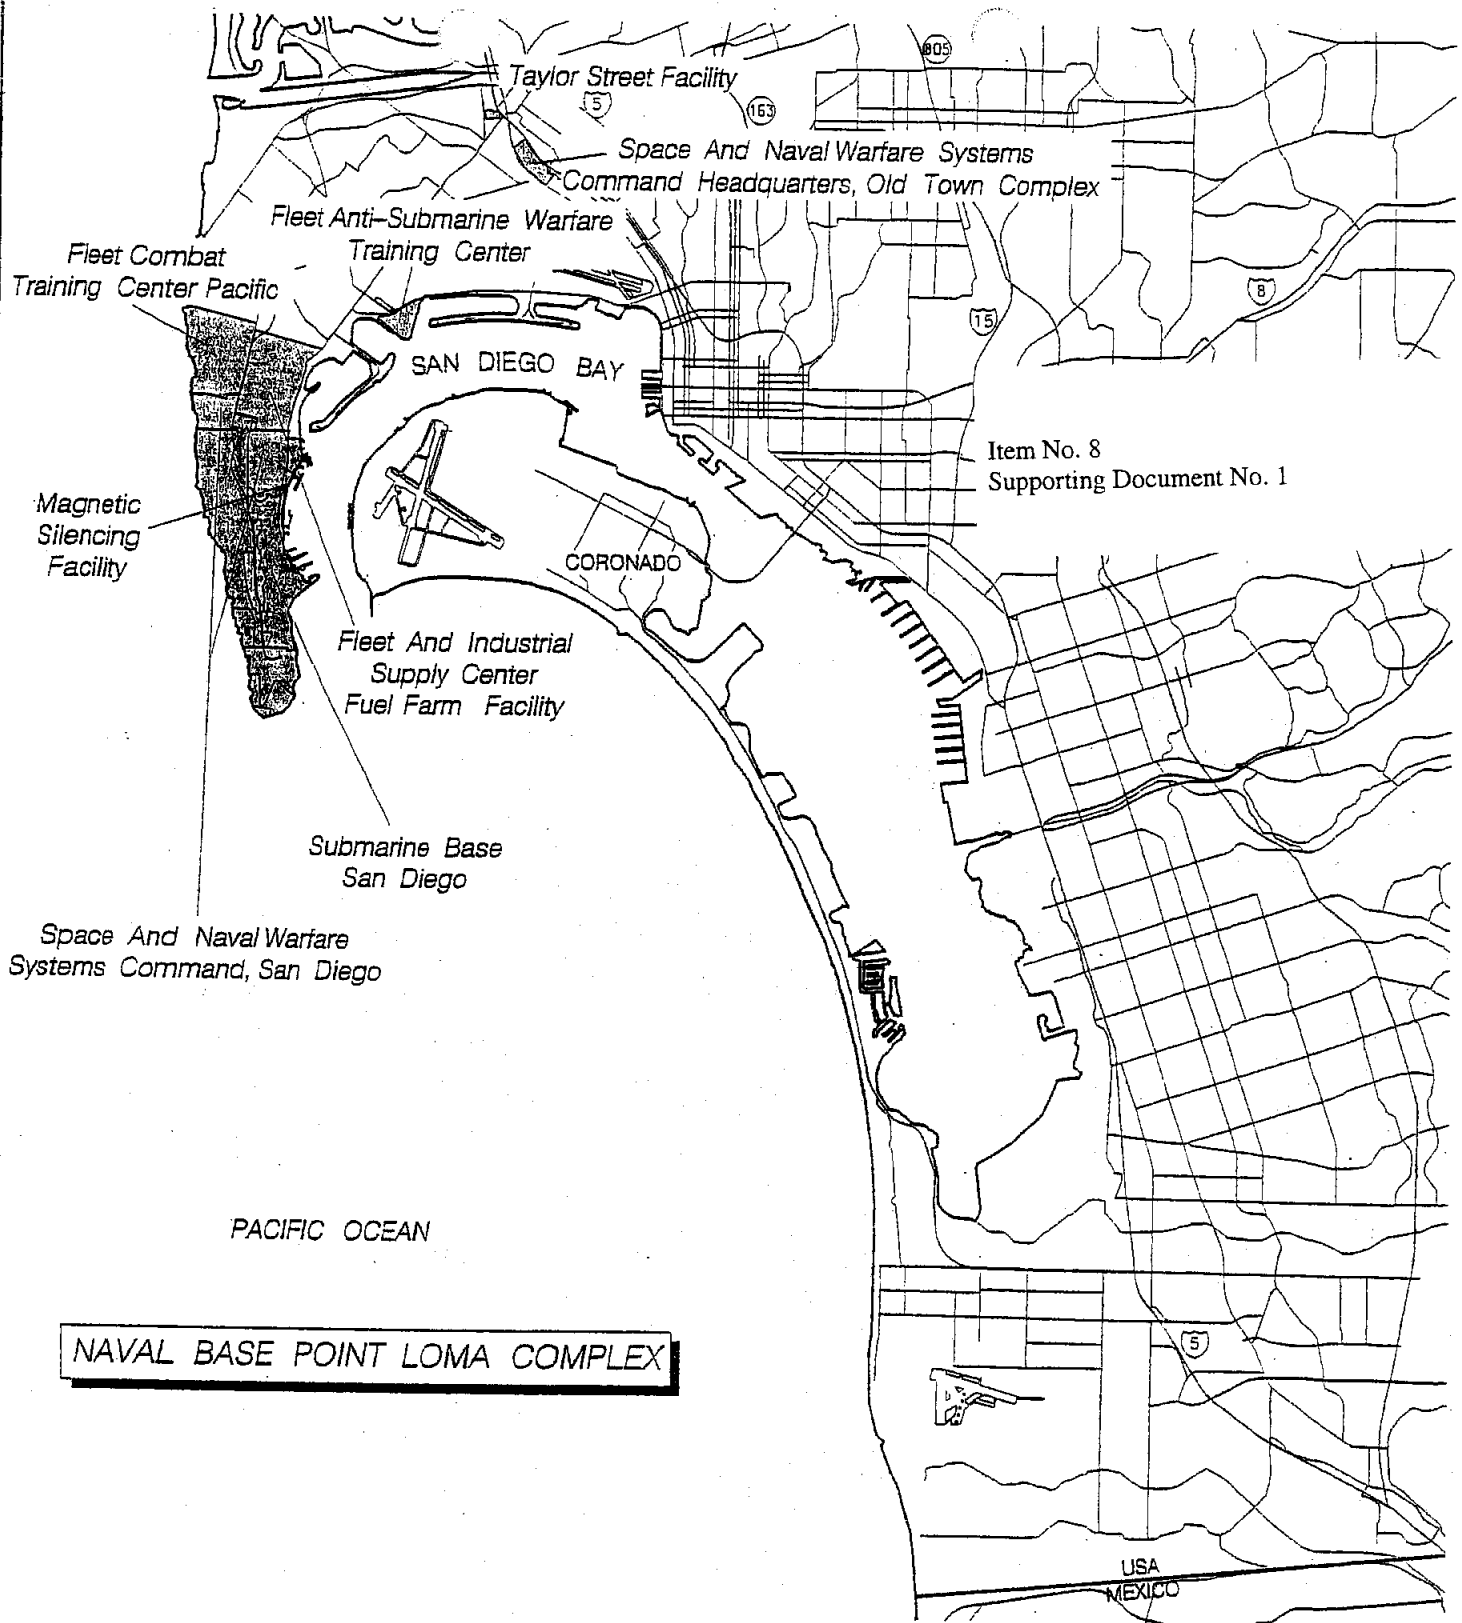 805
Taylor Street Facility
5
163
Space And Naval Warfare Systems
Command Headquarters, Old Town Complex
Fleet Anti-Submarine Warfare
Training Center
Fleet Combat
Training Center Pacific
8
15
SAN DIEGO BAY
Item No. 8
Supporting Document No. 1
Magnetic
Silencing
Facility
CORONADO
Fleet And Industrial
Supply Center
Fuel Farm Facility
Submarine Base
San Diego
Space And Naval Warfare
Systems Command, San Diego
PACIFIC OCEAN
NAVAL BASE POINT LOMA COMPLEX
5
USA
MEXICO